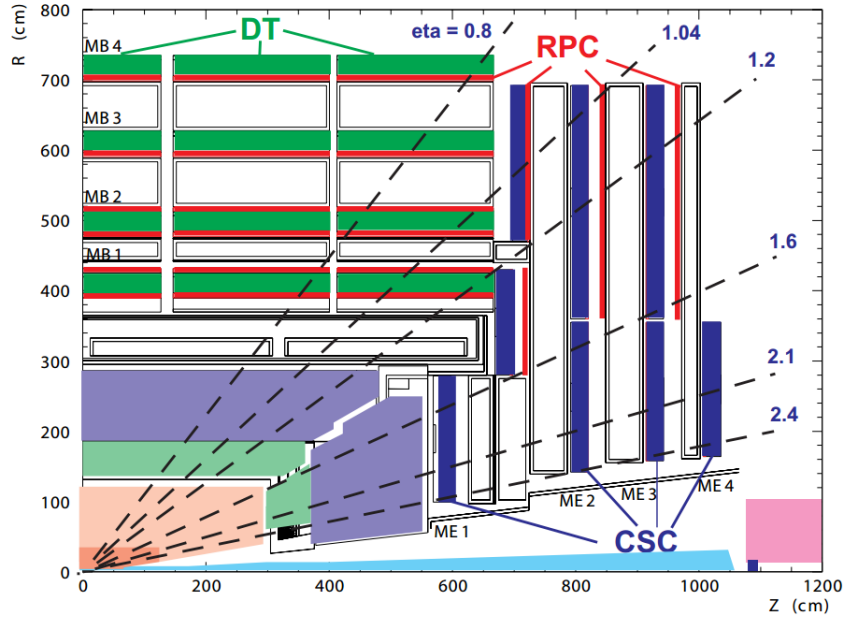 R (cm)
800
700
600
500
400
300
200
100
0
MB 4
MB 3
MB 2
MB 1
DT
eta = 0.8
1.04
RPC
1.2
1.6
2.1
2.4
ME 1
ME 2
ME 3
ME 4
CSC
0
200
400
600
800
1000
1200
Z (cm)